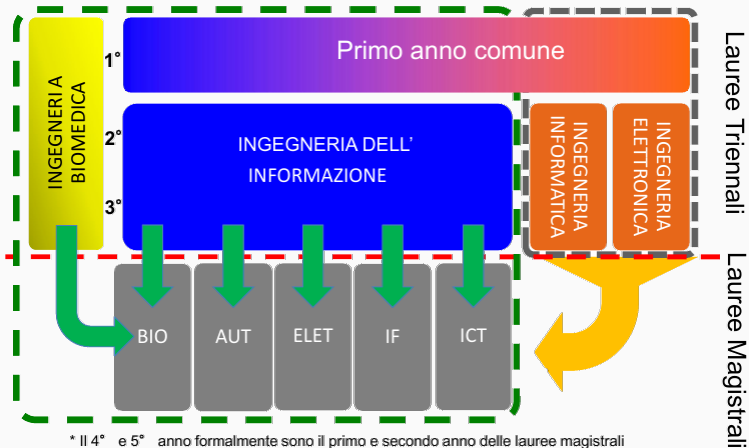 Primo anno comune
1°
2°
3°
INGEGNERI A
BIOMEDICA
INGEGNERIA DELL'
INFORMAZIONE
INGEGNERIA
INFORMATICA
INGEGNERIA
ELETTRONICA
Lauree Triennali
BIO
AUT
ELET
IF
ICT
Lauree Magistrali
* Il 4° e 5° anno formalmente sono il primo e secondo anno delle lauree magistrali